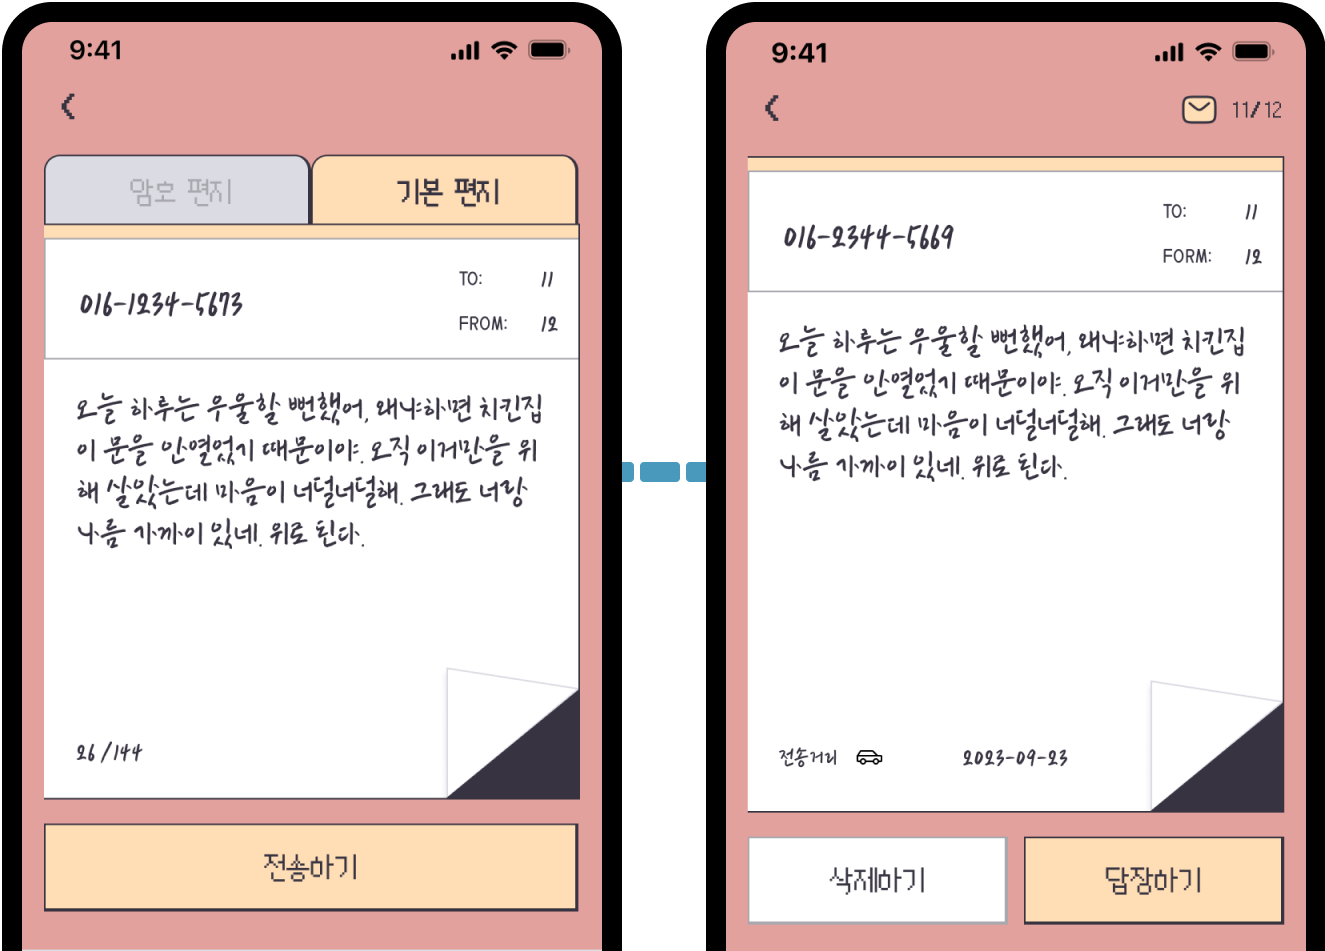 9:41
암호 편지
기본 편지
016-1234-5673
TO: 11
FROM: 12
오늘 하루는 우울할 뻔했어, 왜냐하면 치킨집
이 문을 안열었기 때문이야. 오직 이거만을 위
해 살았는데 마음이 너덜너덜해. 그래도 너랑
나름 가까이 있네. 위로 된다.
26 /144
전송하기
9:41
11/12
016-2344-5669
TO: 11
FORM: 12
오늘 하루는 우울할 뻔했어, 왜냐하면 치킨집
이 문을 안열었기 때문이야. 오직 이거만을 위
해 살았는데 마음이 너덜너덜해. 그래도 너랑
나름 가까이 있네. 위로 된다.
전송거리 2023-09-23
삭제하기
답장하기